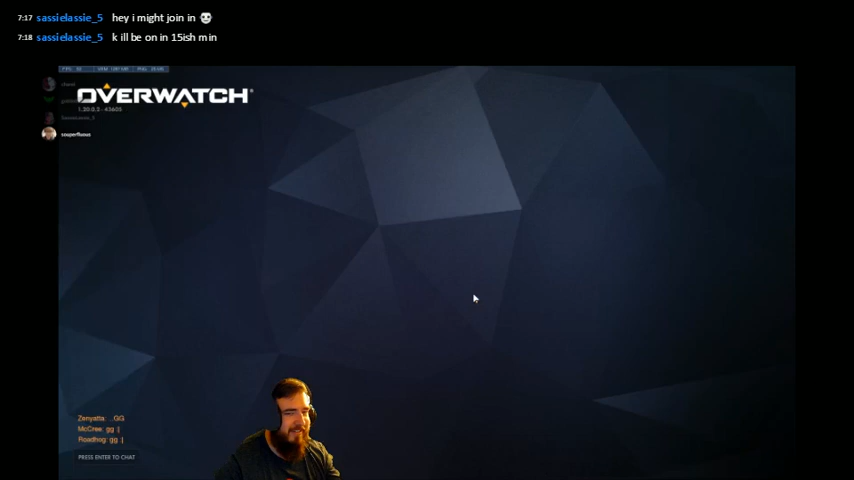 7:17 sassielassie_5 hey i might join in
7:18 sassielassie_5 k ill be on in 15ish min
OVERWATCH
souperfluous
Zenyatta: ..GG
McCree: gg :)
Roadhog: gg :)
PRESS ENTER TO CHAT